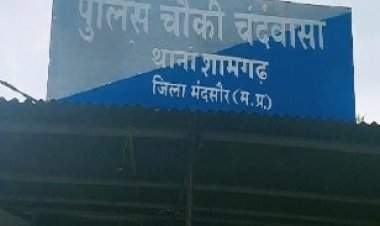 पुलिस चौकी चंदवासा
थाना शामगढ
जिला मंदसौर (म.प्र)